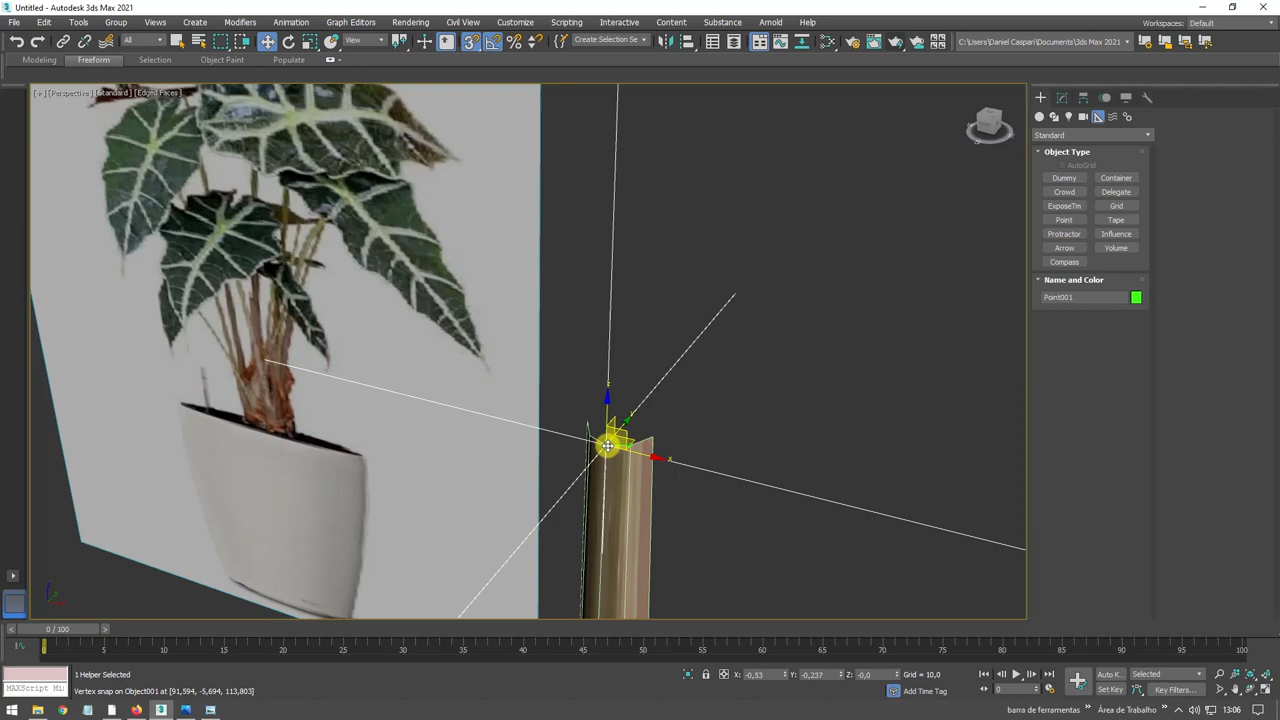 Untitled - Autodesk 3ds Max 2021
File Edit Tools Group Views Create Modifiers Animation Graph Editors Rendering Civil View Customize Scripting Interactive Content Substance Arnold Help
Workspaces: Default
All
View
Create Selection Se
C:\Users\Daniel Caspari\Documents\3ds Max 2021
Modeling Freeform Selection Object Paint Populate
[+] [Perspective] [Standard] [Edged Faces]
Standard
Object Type
AutoGrid
Dummy Container
Crowd Delegate
ExposeTm Grid
Point Tape
Protractor Influence
Arrow Volume
Compass
Name and Color
Point001
z
y
x
0 / 100
0 5 10 15 20 25 30 35 40 45 50 55 60 65 70 75 80 85 90 95 100
1 Helper Selected
X: -0,53 Y: -0,237 Z: -0,0 Grid = 10,0
Auto K... Selected
MAXScript Mi
Vertex snap on Object001 at [91,594, -5,694, 113,803]
Add Time Tag
0
Set Key Key Filters...
barra de ferramentas Área de Trabalho 13:06